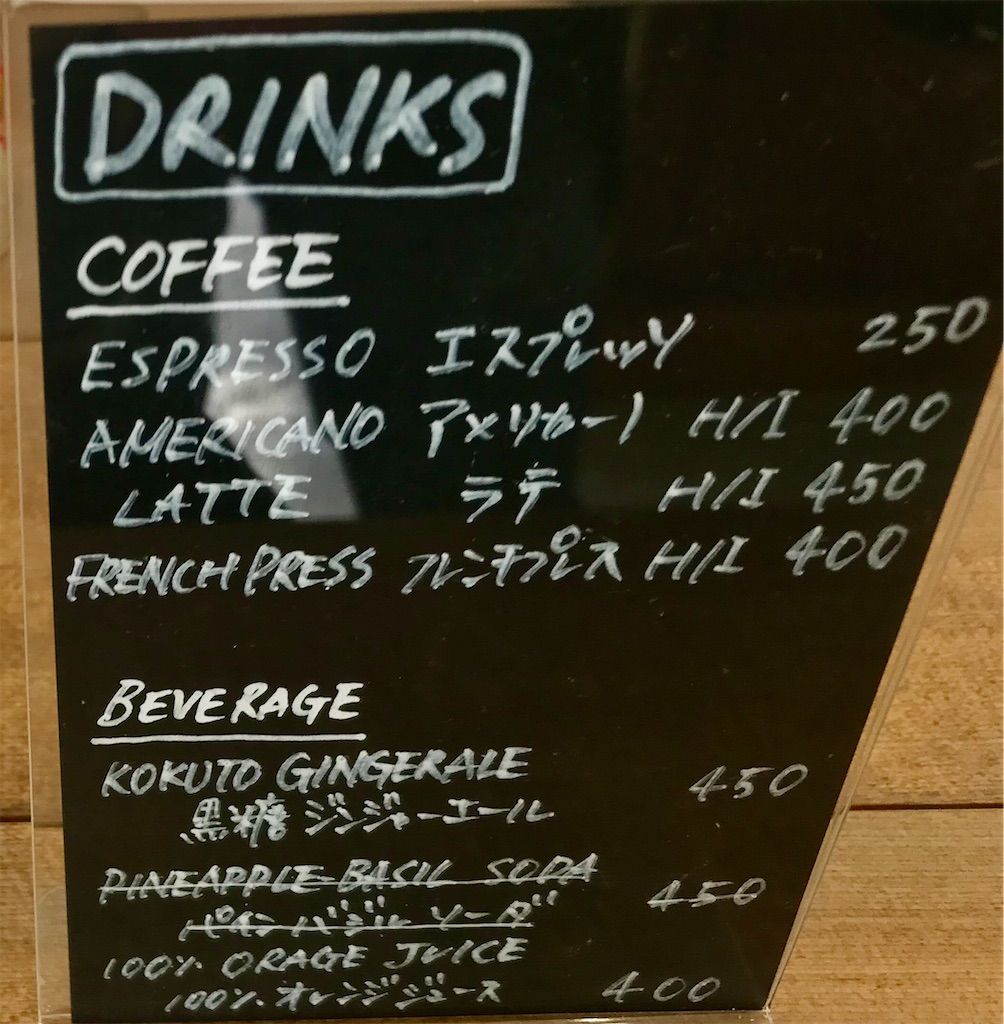 DRINKS
COFFEE
ESPRESSO エスプレッソ 250
AMERICANO アメリカーノ H/I 400
LATTE ラテ H/I 450
FRENCH PRESS フレンチプレス H/I 400
BEVERAGE
KOKUTO GINGERALE 450
黒糖 ジンジャーエール
PINEAPPLE BASIL SODA 450
パイン バジル ソーダ
100% ORAGE JUICE
100% オレンジジュース 400